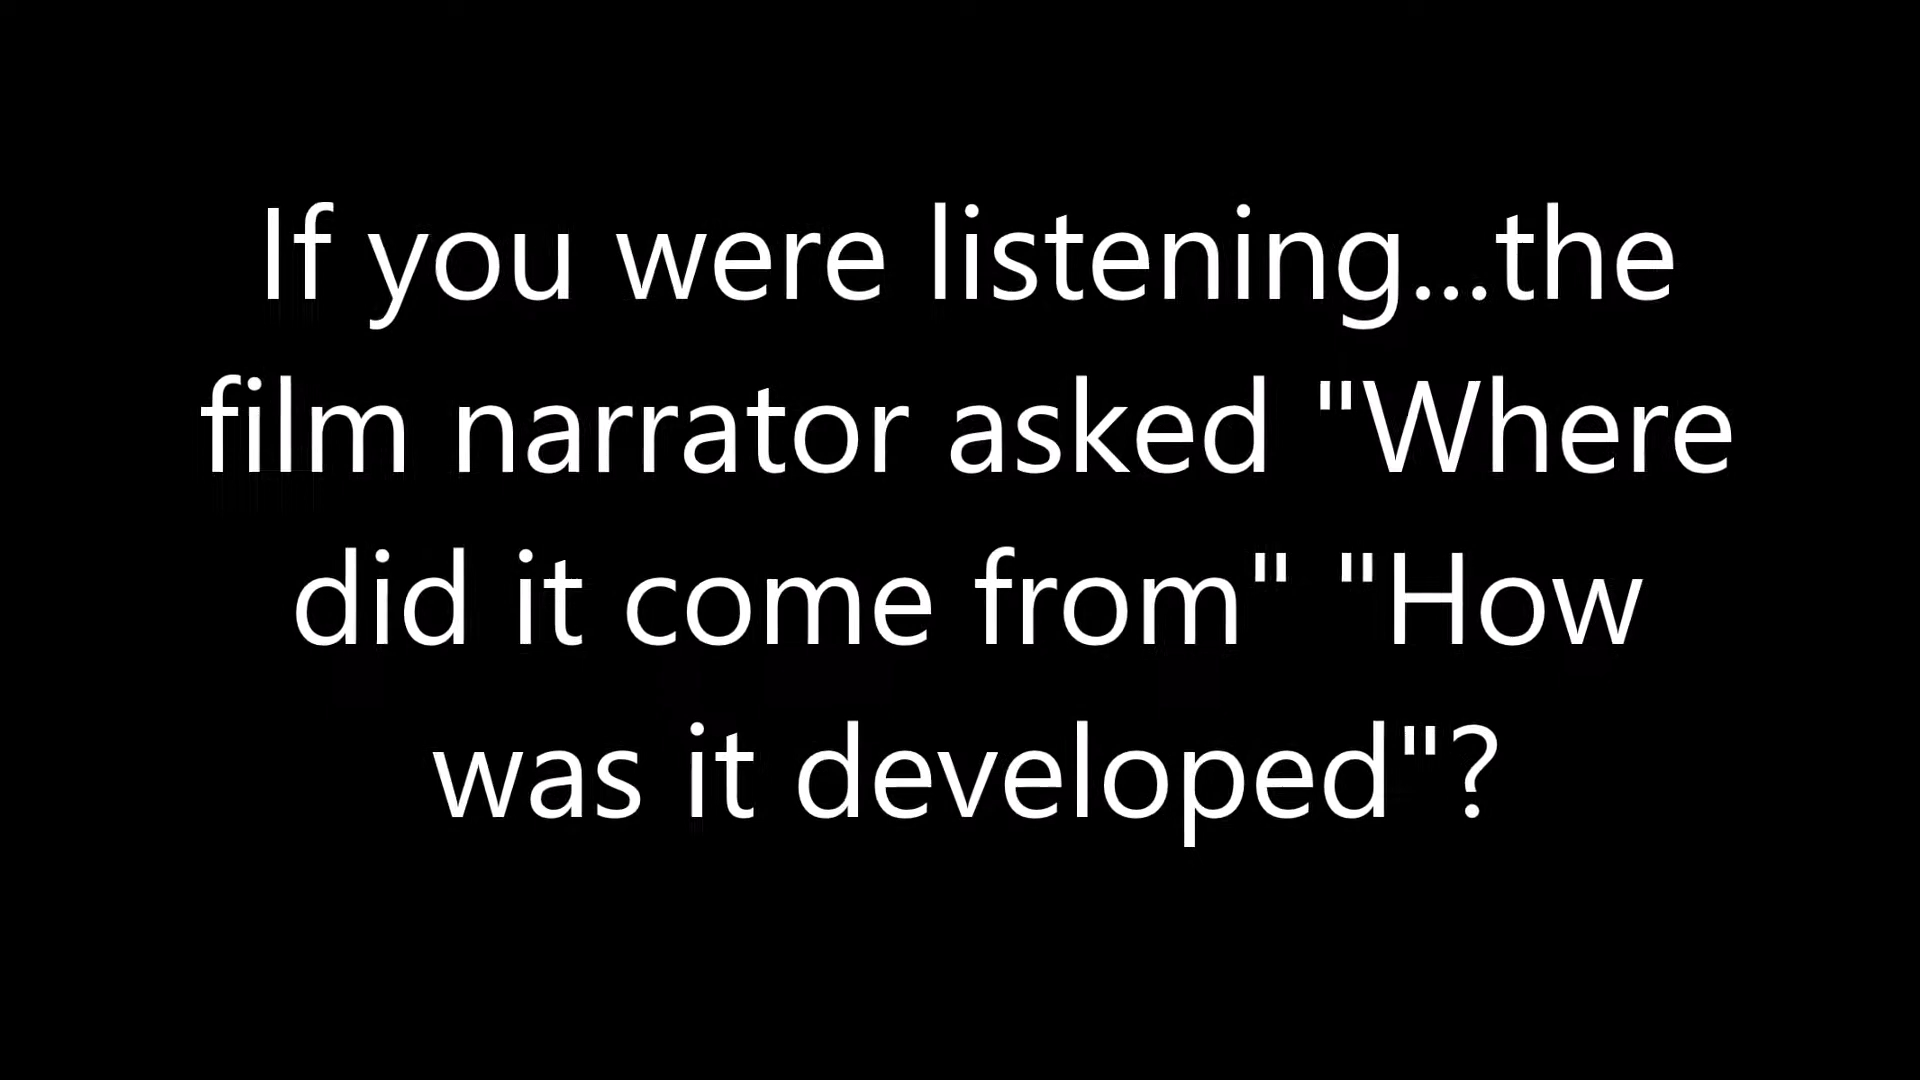 If you were listening...the
film narrator asked "Where
did it come from" "How
was it developed"?